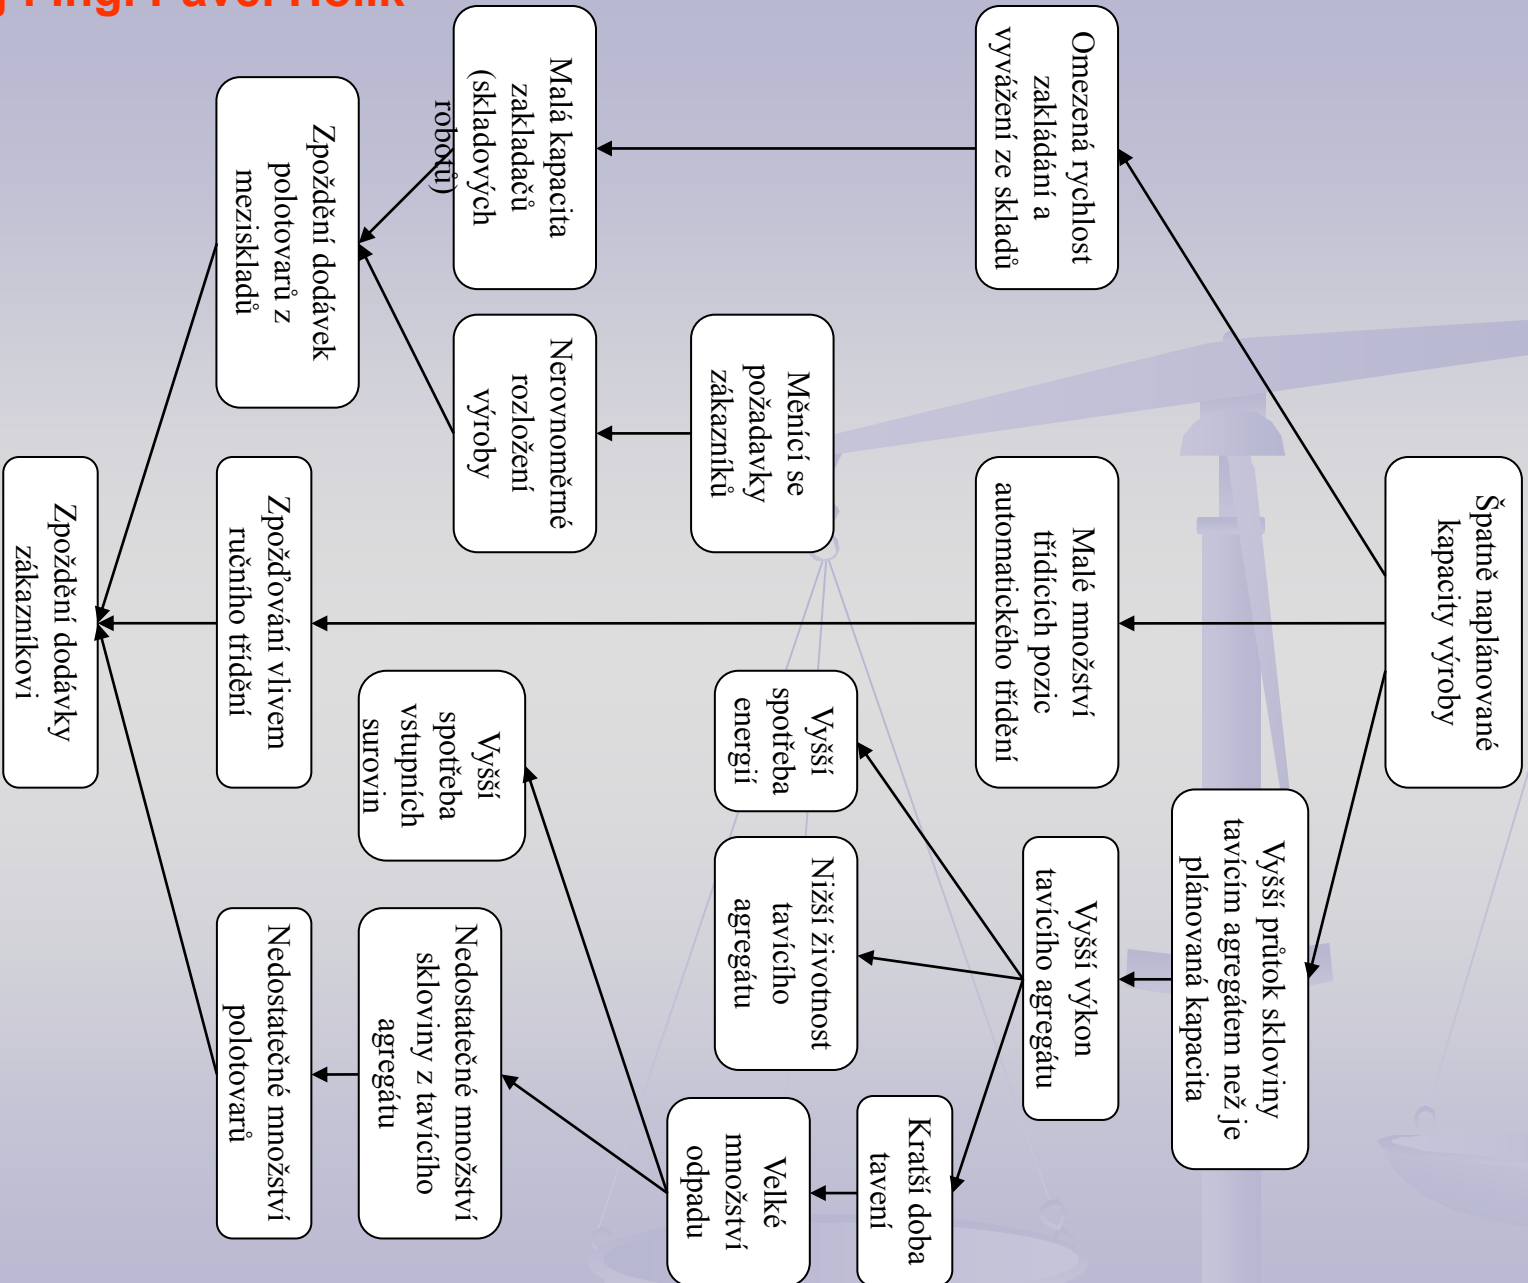 Ing. Pavel Holík
Špatně naplánované
kapacity výroby
Vyšší průtok skloviny
tavícím agregátem než je
plánovaná kapacita
Omezená rychlost
zakládání a
vyvážení ze skladů
Malé množství
třídících pozic
automatického třídění
Vyšší výkon
tavícího agregátu
Kratší doba
tavení
Měnící se
požadavky
zákazníků
Vyšší
spotřeba
energií
Nižší životnost
tavícího
agregátu
Velké
množství
odpadu
Malá kapacita
zakladačů
(skladových
robotů)
Nerovnoměrné
rozložení
výroby
Vyšší
spotřeba
vstupních
surovin
Nedostatečné množství
skloviny z tavícího
agregátu
Zpoždění dodávek
polotovarů z
meziskladů
Zpožďování vlivem
ručního třídění
Nedostatečné množství
polotovarů
Zpoždění dodávky
zákazníkovi